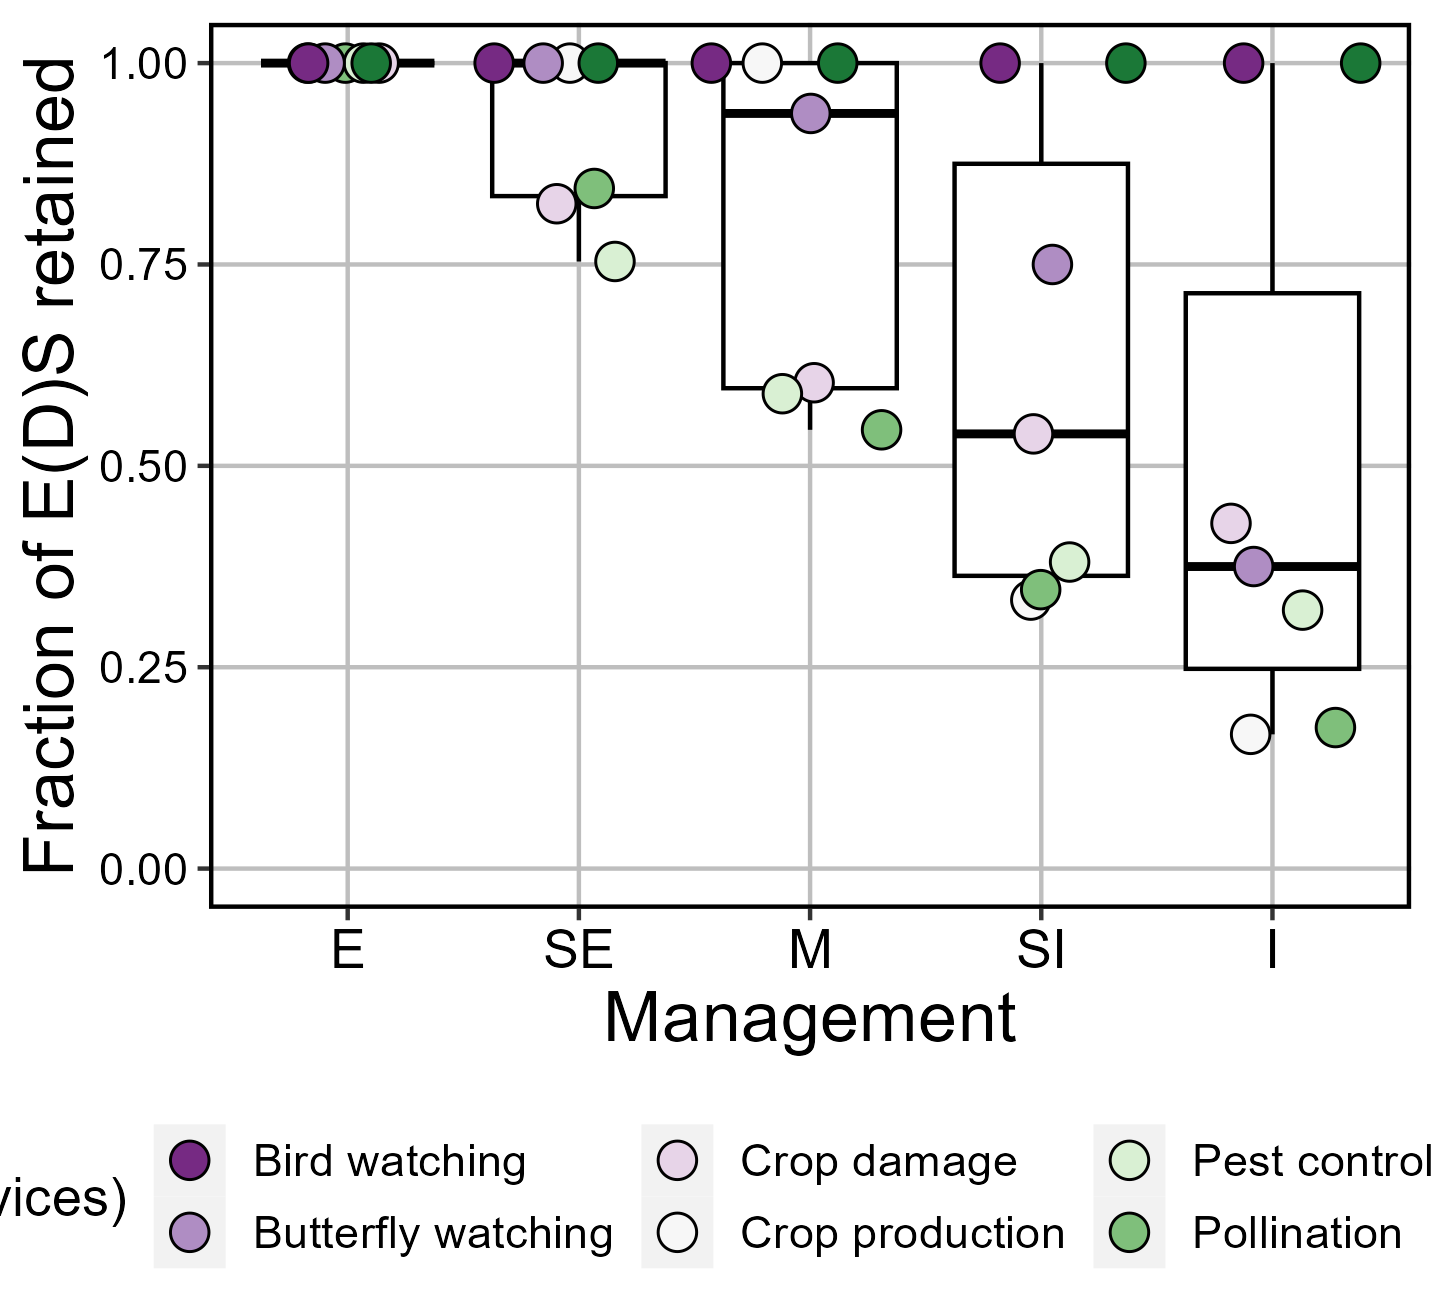 Fraction of E(D)S retained
1.00
0.75
0.50
0.25
0.00
E SE M SI I
Management
vices)
Bird watching
Crop damage
Pest control
Butterfly watching
Crop production
Pollination